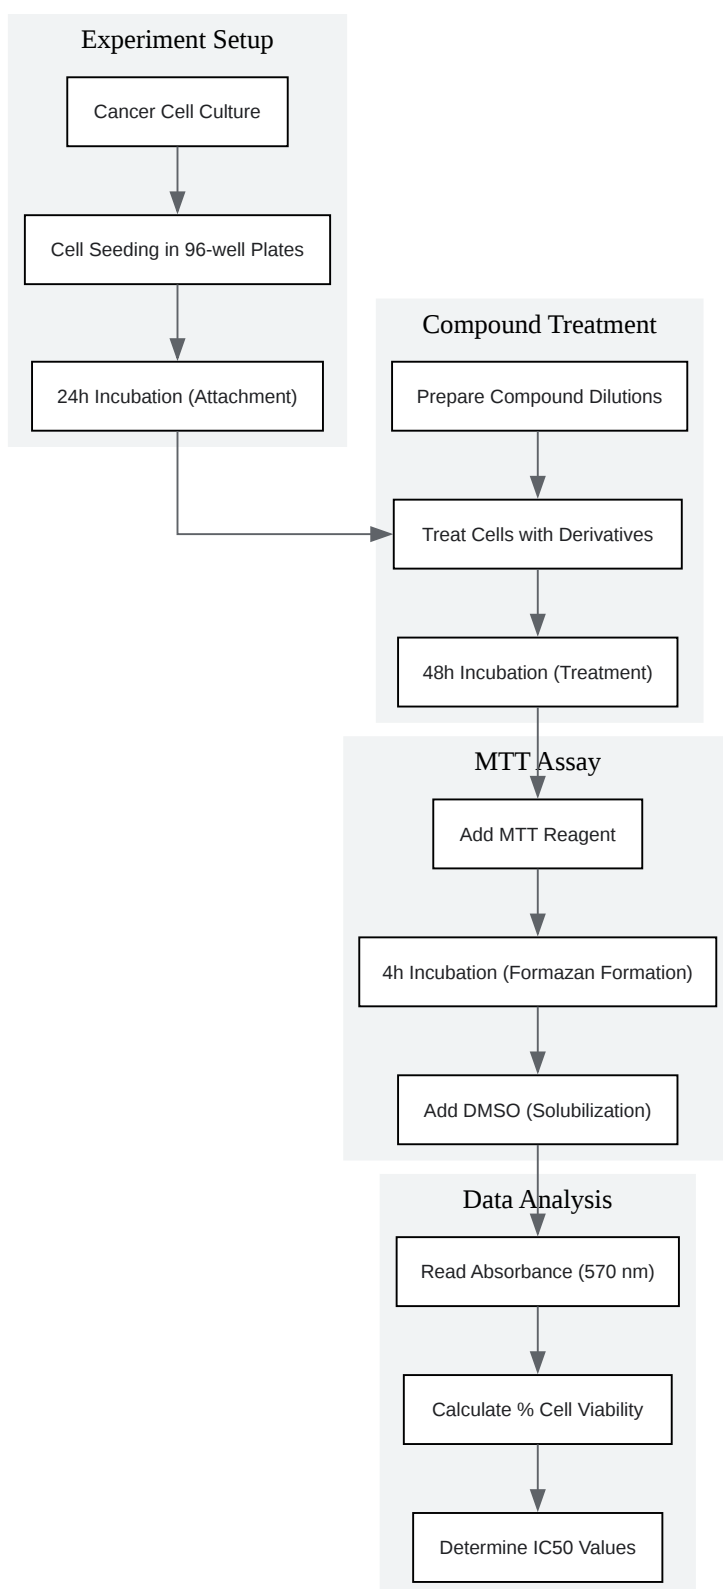 Experiment Setup
Cancer Cell Culture
Cell Seeding in 96-well Plates
24h Incubation (Attachment)
Compound Treatment
Prepare Compound Dilutions
Treat Cells with Derivatives
48h Incubation (Treatment)
MTT Assay
Add MTT Reagent
4h Incubation (Formazan Formation)
Add DMSO (Solubilization)
Data Analysis
Read Absorbance (570 nm)
Calculate % Cell Viability
Determine IC50 Values